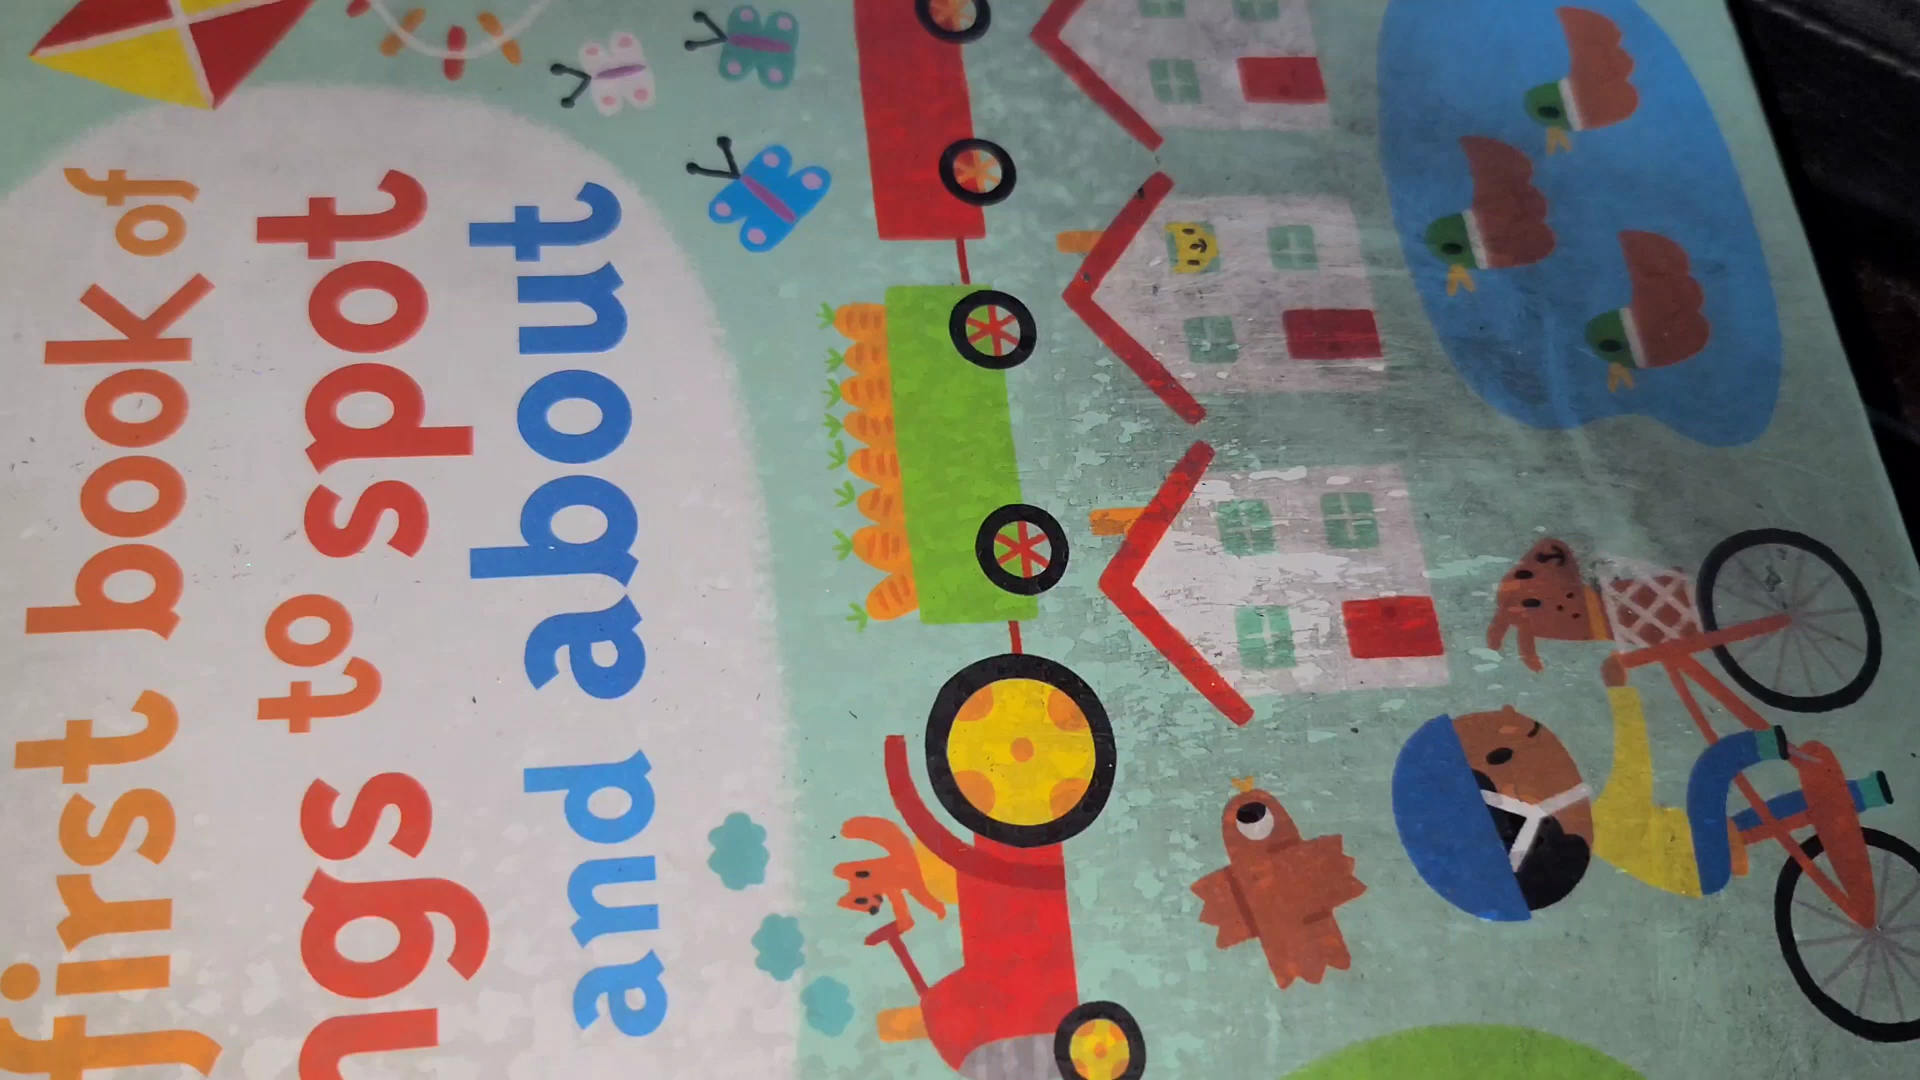 first book of
ngs to spot
and about